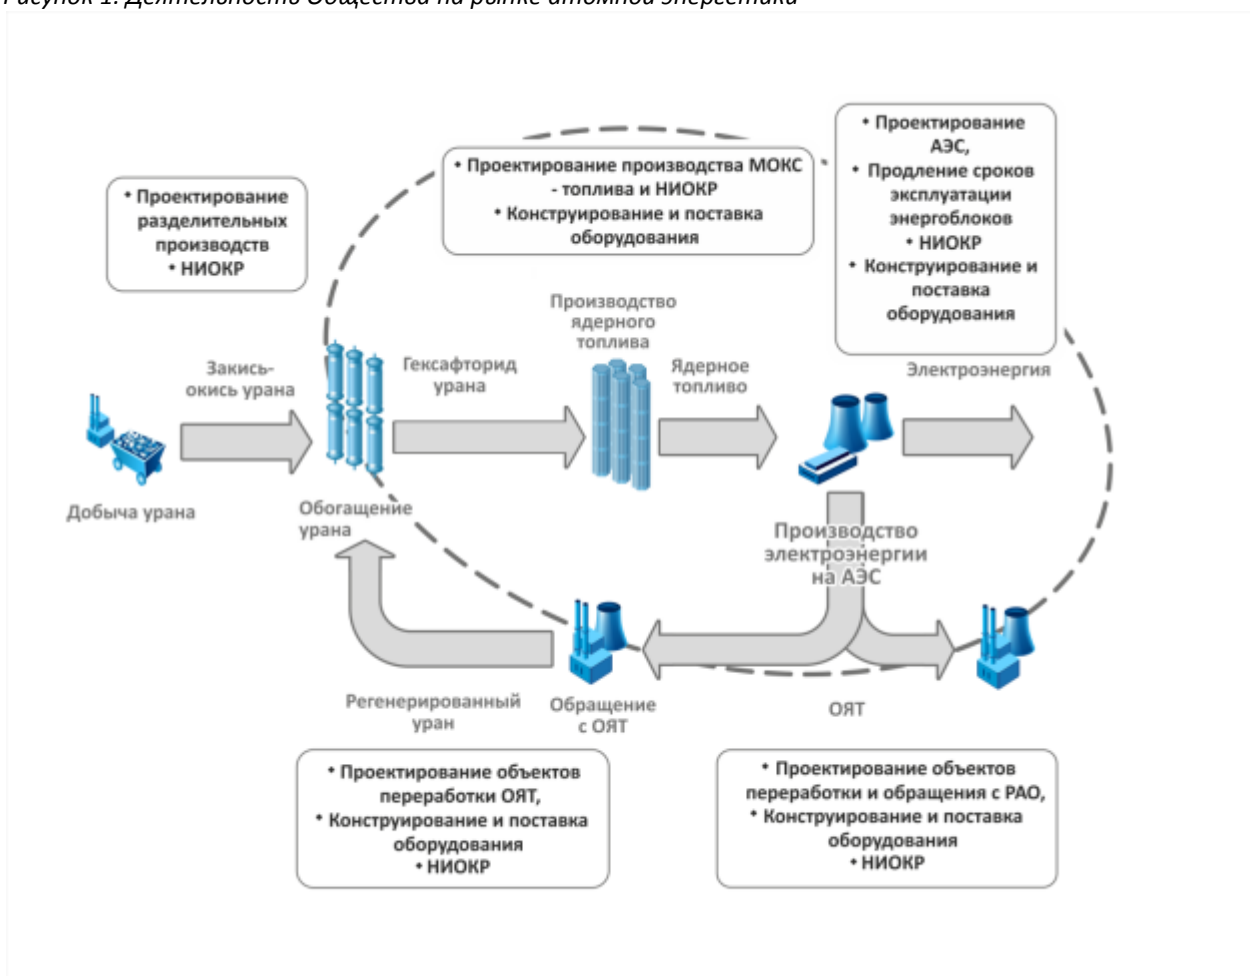 Рисунок 1. Деятельность Общества на рынке атомной энергетики
• Проектирование
АЭС,
• Продление сроков
эксплуатации
энергоблоков
• НИОКР
• Конструирование и
поставка
оборудования
• Проектирование производства МОКС
- топлива и НИОКР
• Конструирование и поставка
оборудования
• Проектирование
разделительных
производств
• НИОКР
Производство
ядерного
топлива
Закись-
окись урана
Гексафторид
урана
Ядерное
топливо
Электроэнергия
Добыча урана
Обогащение
урана
Производство
электроэнергии
на АЭС
Регенерированный
уран
Обращение
с ОЯТ
ОЯТ
• Проектирование объектов
переработки ОЯТ,
• Конструирование и поставка
оборудования
• НИОКР
• Проектирование объектов
переработки и обращения с РАО,
• Конструирование и поставка
оборудования
• НИОКР